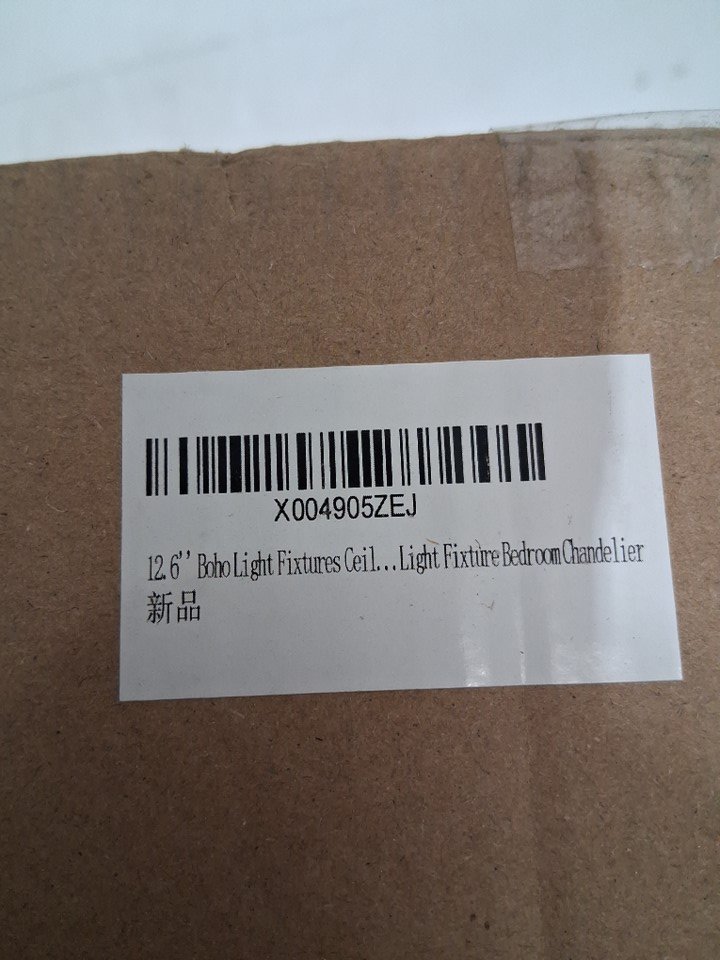 X004905ZEJ
12.6'' Boho Light Fixtures Ceil...Light Fixture Bedroom Chandelier
新品